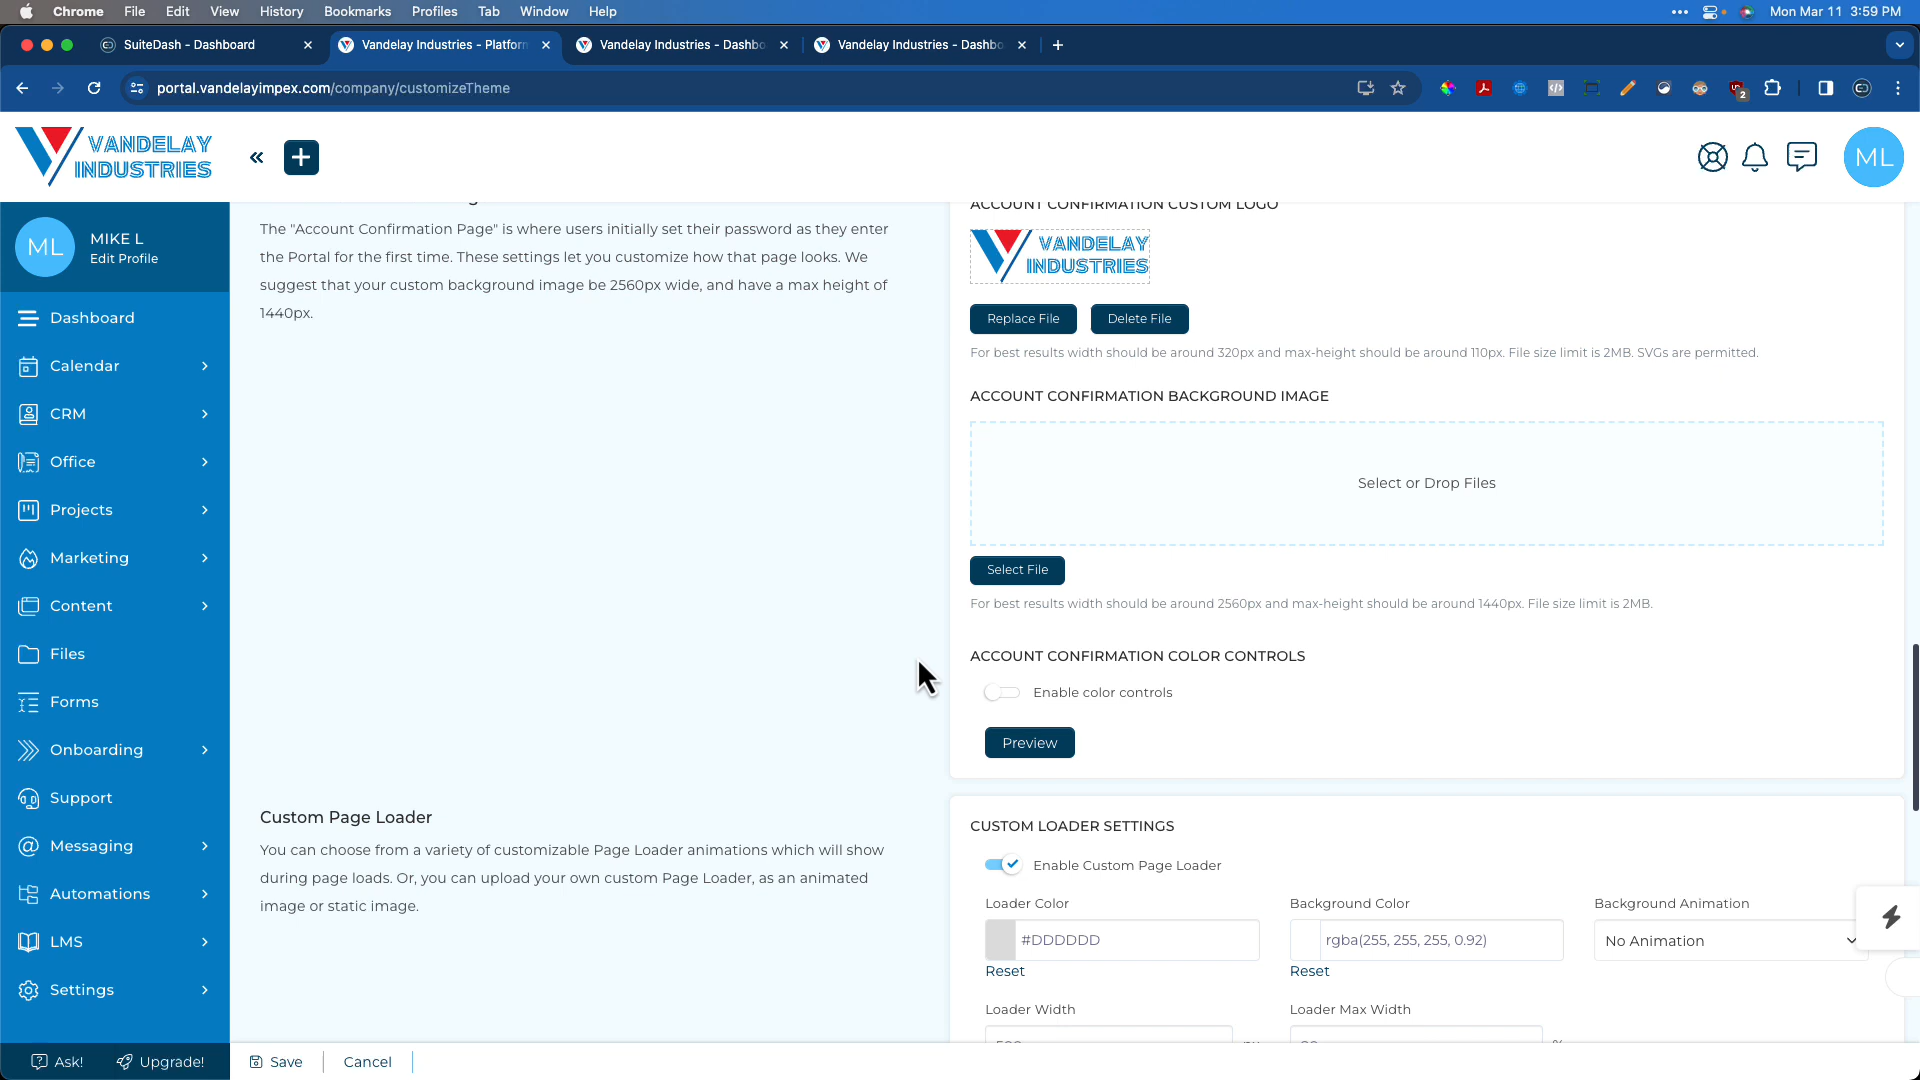 Chrome File Edit View History Bookmarks Profiles Tab Window Help Mon Mar 11 3:59 PM
SuiteDash - Dashboard Vandelay Industries - Platforn Vandelay Industries - Dashbo Vandelay Industries - Dashbo
portal.vandelayimpex.com/company/customizeTheme 2
VANDELAY
INDUSTRIES
ML
ML
MIKE L
Edit Profile
Dashboard
Calendar
CRM
Office
Projects
Marketing
Content
Files
Forms
Onboarding
Support
Messaging
Automations
LMS
Settings
Ask! Upgrade!
The "Account Confirmation Page" is where users initially set their password as they enter
the Portal for the first time. These settings let you customize how that page looks. We
suggest that your custom background image be 2560px wide, and have a max height of
1440px.
ACCOUNT CONFIRMATION CUSTOM LOGO
VANDELAY
INDUSTRIES
Replace File Delete File
For best results width should be around 320px and max-height should be around 110px. File size limit is 2MB. SVGs are permitted.
ACCOUNT CONFIRMATION BACKGROUND IMAGE
Select or Drop Files
Select File
For best results width should be around 2560px and max-height should be around 1440px. File size limit is 2MB.
ACCOUNT CONFIRMATION COLOR CONTROLS
Enable color controls
Preview
Custom Page Loader
You can choose from a variety of customizable Page Loader animations which will show
during page loads. Or, you can upload your own custom Page Loader, as an animated
image or static image.
CUSTOM LOADER SETTINGS
Enable Custom Page Loader
Loader Color Background Color Background Animation
#DDDDDD rgba(255, 255, 255, 0.92) No Animation
Reset Reset
Loader Width Loader Max Width
Save Cancel